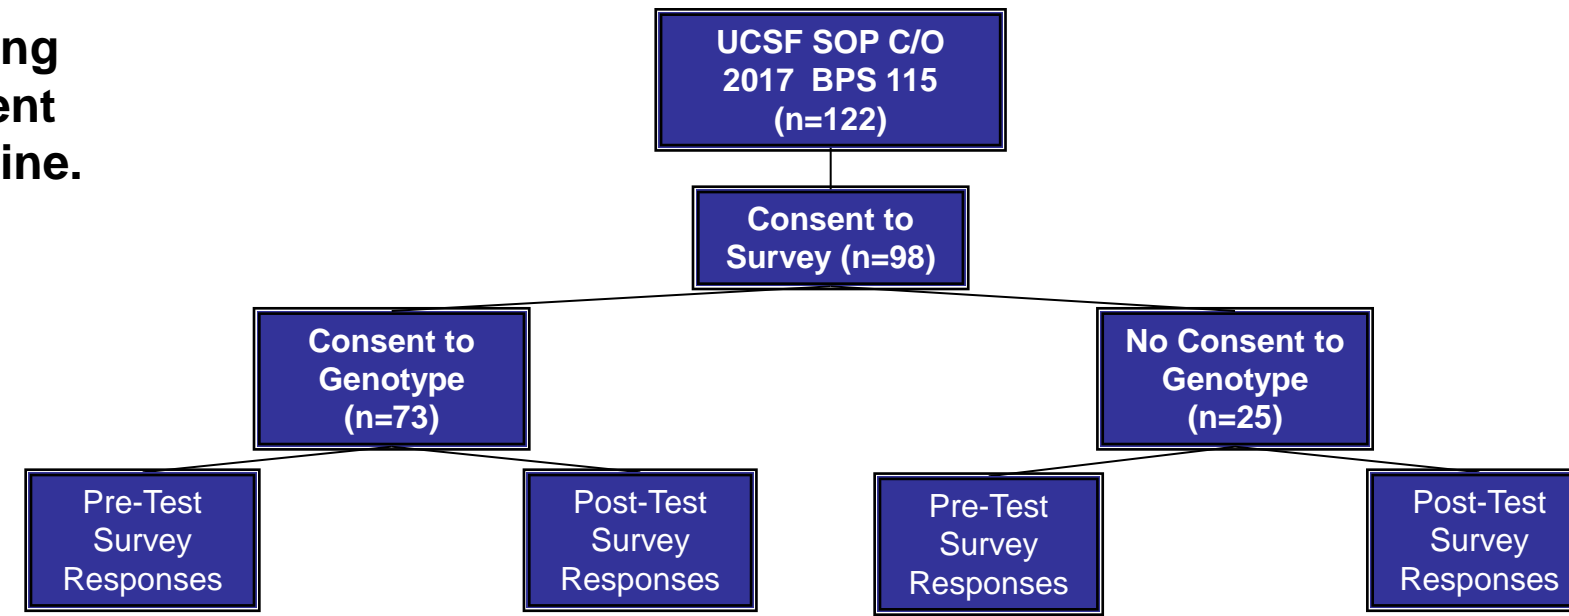 ng
ent
ine.
UCSF SOP C/O
2017 BPS 115
(n=122)
Consent to
Survey (n=98)
Consent to
Genotype
(n=73)
No Consent to
Genotype
(n=25)
Pre-Test
Survey
Responses
Post-Test
Survey
Responses
Pre-Test
Survey
Responses
Post-Test
Survey
Responses